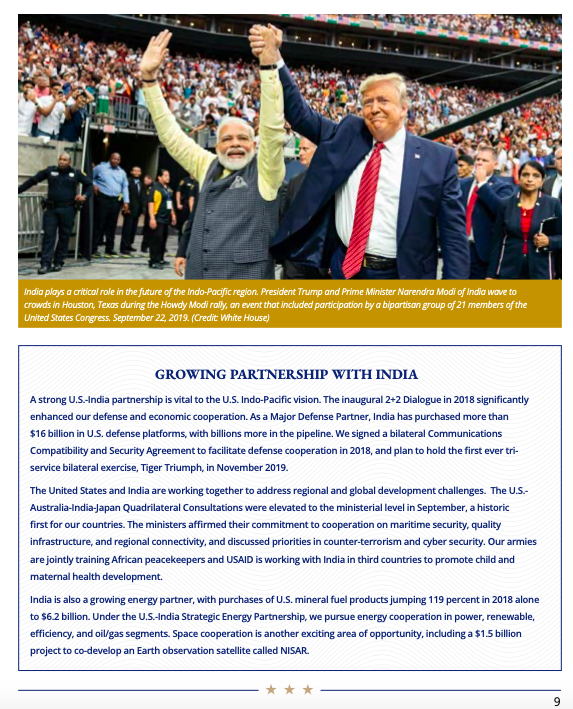 India plays a critical role in the future of the Indo-Pacific region. President Trump and Prime Minister Narendra Modi of India wave to
crowds in Houston, Texas during the Howdy Modi rally, an event that included participation by a bipartisan group of 21 members of the
United States Congress. September 22, 2019. (Credit: White House)
GROWING PARTNERSHIP WITH INDIA
A strong U.S.-India partnership is vital to the U.S. Indo-Pacific vision. The inaugural 2+2 Dialogue in 2018 significantly
enhanced our defense and economic cooperation. As a Major Defense Partner, India has purchased more than
$16 billion in U.S. defense platforms, with billions more in the pipeline. We signed a bilateral Communications
Compatibility and Security Agreement to facilitate defense cooperation in 2018, and plan to hold the first ever tri-
service bilateral exercise, Tiger Triumph, in November 2019.
The United States and India are working together to address regional and global development challenges. The U.S.-
Australia-India-Japan Quadrilateral Consultations were elevated to the ministerial level in September, a historic
first for our countries. The ministers affirmed their commitment to cooperation on maritime security, quality
infrastructure, and regional connectivity, and discussed priorities in counter-terrorism and cyber security. Our armies
are jointly training African peacekeepers and USAID is working with India in third countries to promote child and
maternal health development.
India is also a growing energy partner, with purchases of U.S. mineral fuel products jumping 119 percent in 2018 alone
to $6.2 billion. Under the U.S.-India Strategic Energy Partnership, we pursue energy cooperation in power, renewable,
efficiency, and oil/gas segments. Space cooperation is another exciting area of opportunity, including a $1.5 billion
project to co-develop an Earth observation satellite called NISAR.
9